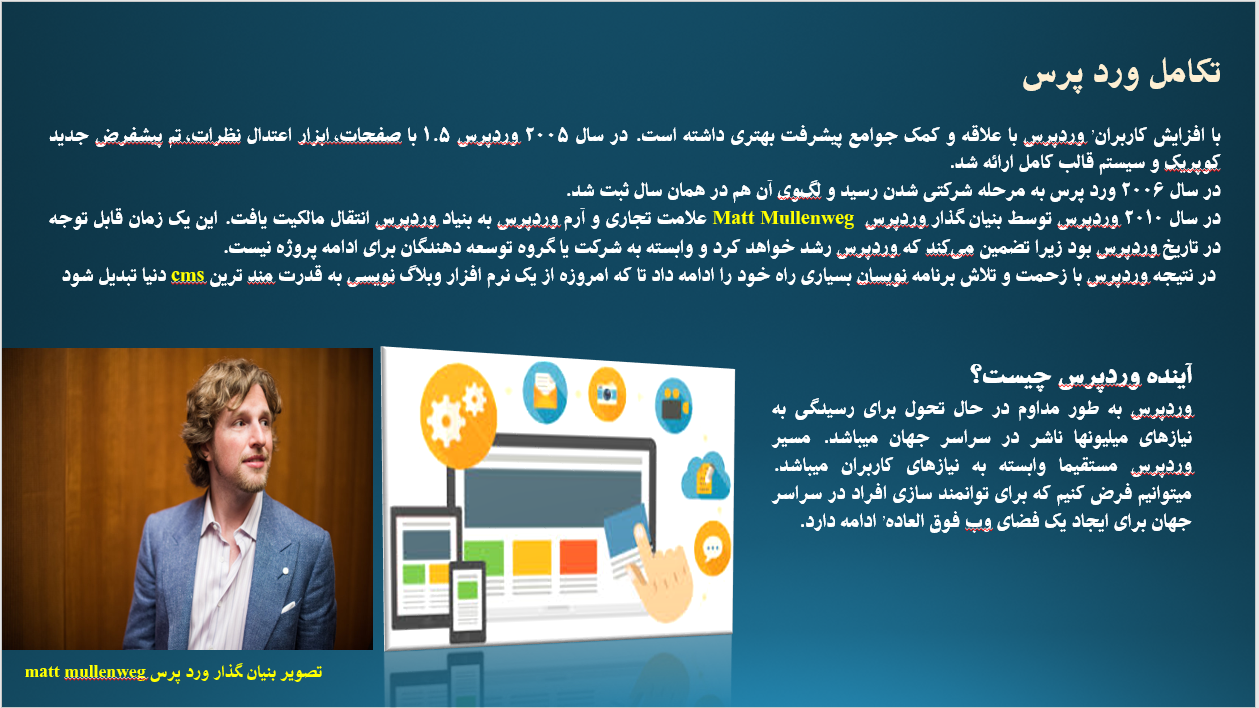 تکامل ورد پرس
با افزایش کاربران٬ وردپرس با علاقه و کمک جوامع پیشرفت بهتری داشته است. در سال ۲۰۰۵ وردپرس ۱.۵ با صفحات، ابزار اعتدال نظرات، تم پیشفرض جدید
کوبریک و سیستم قالب کامل ارائه شد.
در سال ۲۰۰۶ ورد پرس به مرحله شرکتی شدن رسید و لگوی آن هم در همان سال ثبت شد.
در سال ۲۰۱۰ وردپرس توسط بنیان گذار وردپرس Matt Mullenweg علامت تجاری و آرم وردپرس به بنیاد وردپرس انتقال مالکیت یافت. این یک زمان قابل توجه
در تاریخ وردپرس بود زیرا تضمین می‌کند که وردپرس رشد خواهد کرد و وابسته به شرکت یا گروه توسعه دهندگان برای ادامه پروژه نیست.
در نتیجه وردپرس با زحمت و تلاش برنامه نویسان بسیاری راه خود را ادامه داد تا که امروزه از یک نرم افزار وبلاگ نویسی به قدرت مند ترین cms دنیا تبدیل شود
آینده وردپرس چیست؟
وردپرس به طور مداوم در حال تحول برای رسیدگی به
نیازهای میلیونها ناشر در سراسر جهان میباشد. مسیر
وردپرس مستقیما وابسته به نیازهای کاربران میباشد.
میتوانیم فرض کنیم که برای توانمند سازی افراد در سراسر
جهان برای ایجاد یک فضای وب فوق العاده٬ ادامه دارد.
تصویر بنیان گذار ورد پرس matt mullenweg